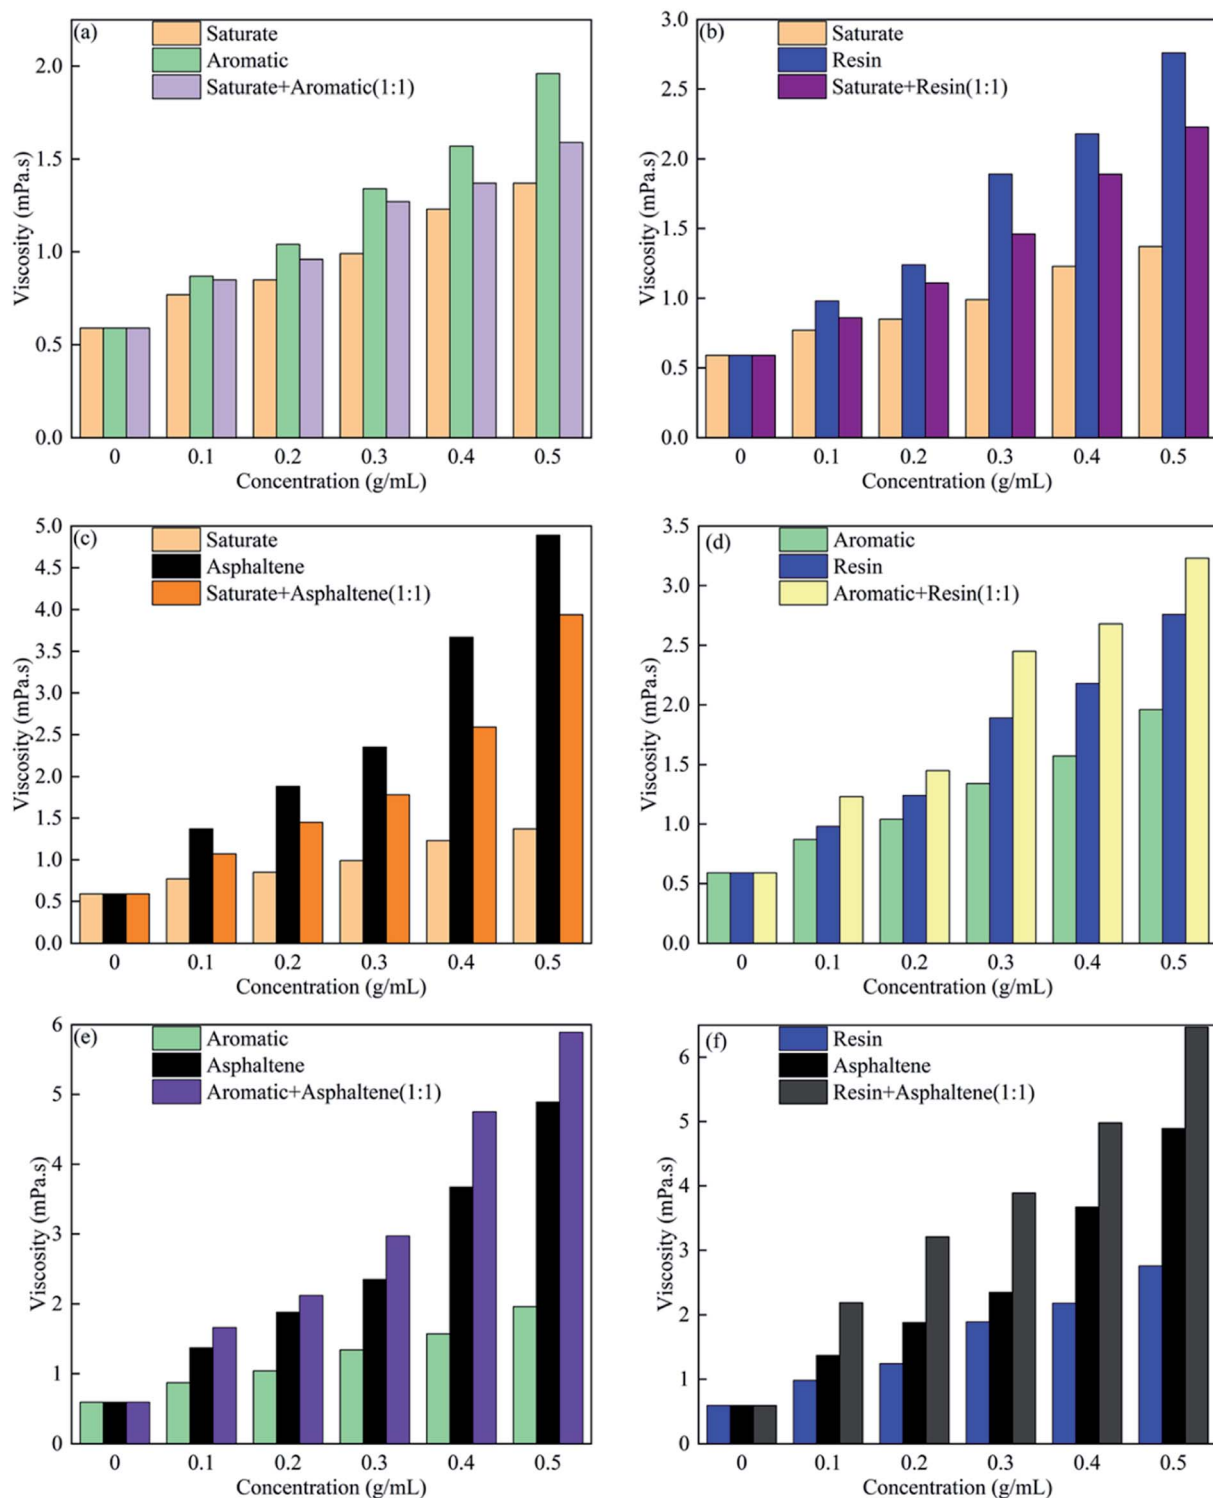 (a)
Saturate
Aromatic
Saturate+Aromatic(1:1)
2.0
1.5
1.0
0.5
0.0
Viscosity (mPa.s)
0 0.1 0.2 0.3 0.4 0.5
Concentration (g/mL)
(b)
Saturate
Resin
Saturate+Resin(1:1)
3.0
2.5
2.0
1.5
1.0
0.5
0.0
Viscosity (mPa.s)
0 0.1 0.2 0.3 0.4 0.5
Concentration (g/mL)
(c)
Saturate
Asphaltene
Saturate+Asphaltene(1:1)
5.0
4.5
4.0
3.5
3.0
2.5
2.0
1.5
1.0
0.5
0.0
Viscosity (mPa.s)
0 0.1 0.2 0.3 0.4 0.5
Concentration (g/mL)
(d)
Aromatic
Resin
Aromatic+Resin(1:1)
3.5
3.0
2.5
2.0
1.5
1.0
0.5
0.0
Viscosity (mPa.s)
0 0.1 0.2 0.3 0.4 0.5
Concentration (g/mL)
(e)
Aromatic
Asphaltene
Aromatic+Asphaltene(1:1)
6
5
4
3
2
1
0
Viscosity (mPa.s)
0 0.1 0.2 0.3 0.4 0.5
Concentration (g/mL)
(f)
Resin
Asphaltene
Resin+Asphaltene(1:1)
6
5
4
3
2
1
0
Viscosity (mPa.s)
0 0.1 0.2 0.3 0.4 0.5
Concentration (g/mL)